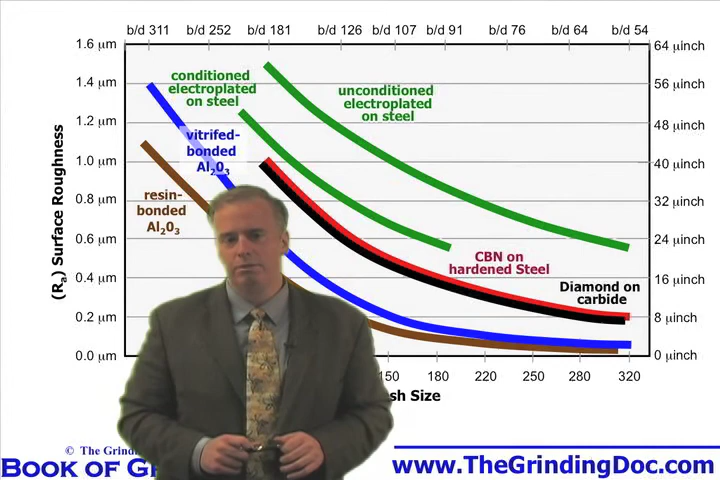 b/d 311 b/d 252 b/d 181 b/d 126 b/d 107 b/d 91 b/d 76 b/d 64 b/d 54
1.6 µm
1.4 µm
1.2 µm
1.0 µm
0.8 µm
0.6 µm
0.4 µm
0.2 µm
0.0 µm
(Ra) Surface Roughness
64 µinch
56 µinch
48 µinch
40 µinch
32 µinch
24 µinch
16 µinch
8 µinch
0 µinch
conditioned
electroplated
on steel
unconditioned
electroplated
on steel
vitrifed-
bonded
Al203
resin-
bonded
Al2O3
CBN on
hardened Steel
Diamond on
carbide
150 180 220 250 280 320
Size
© The
BOOK OF
www.TheGrindingDoc.com